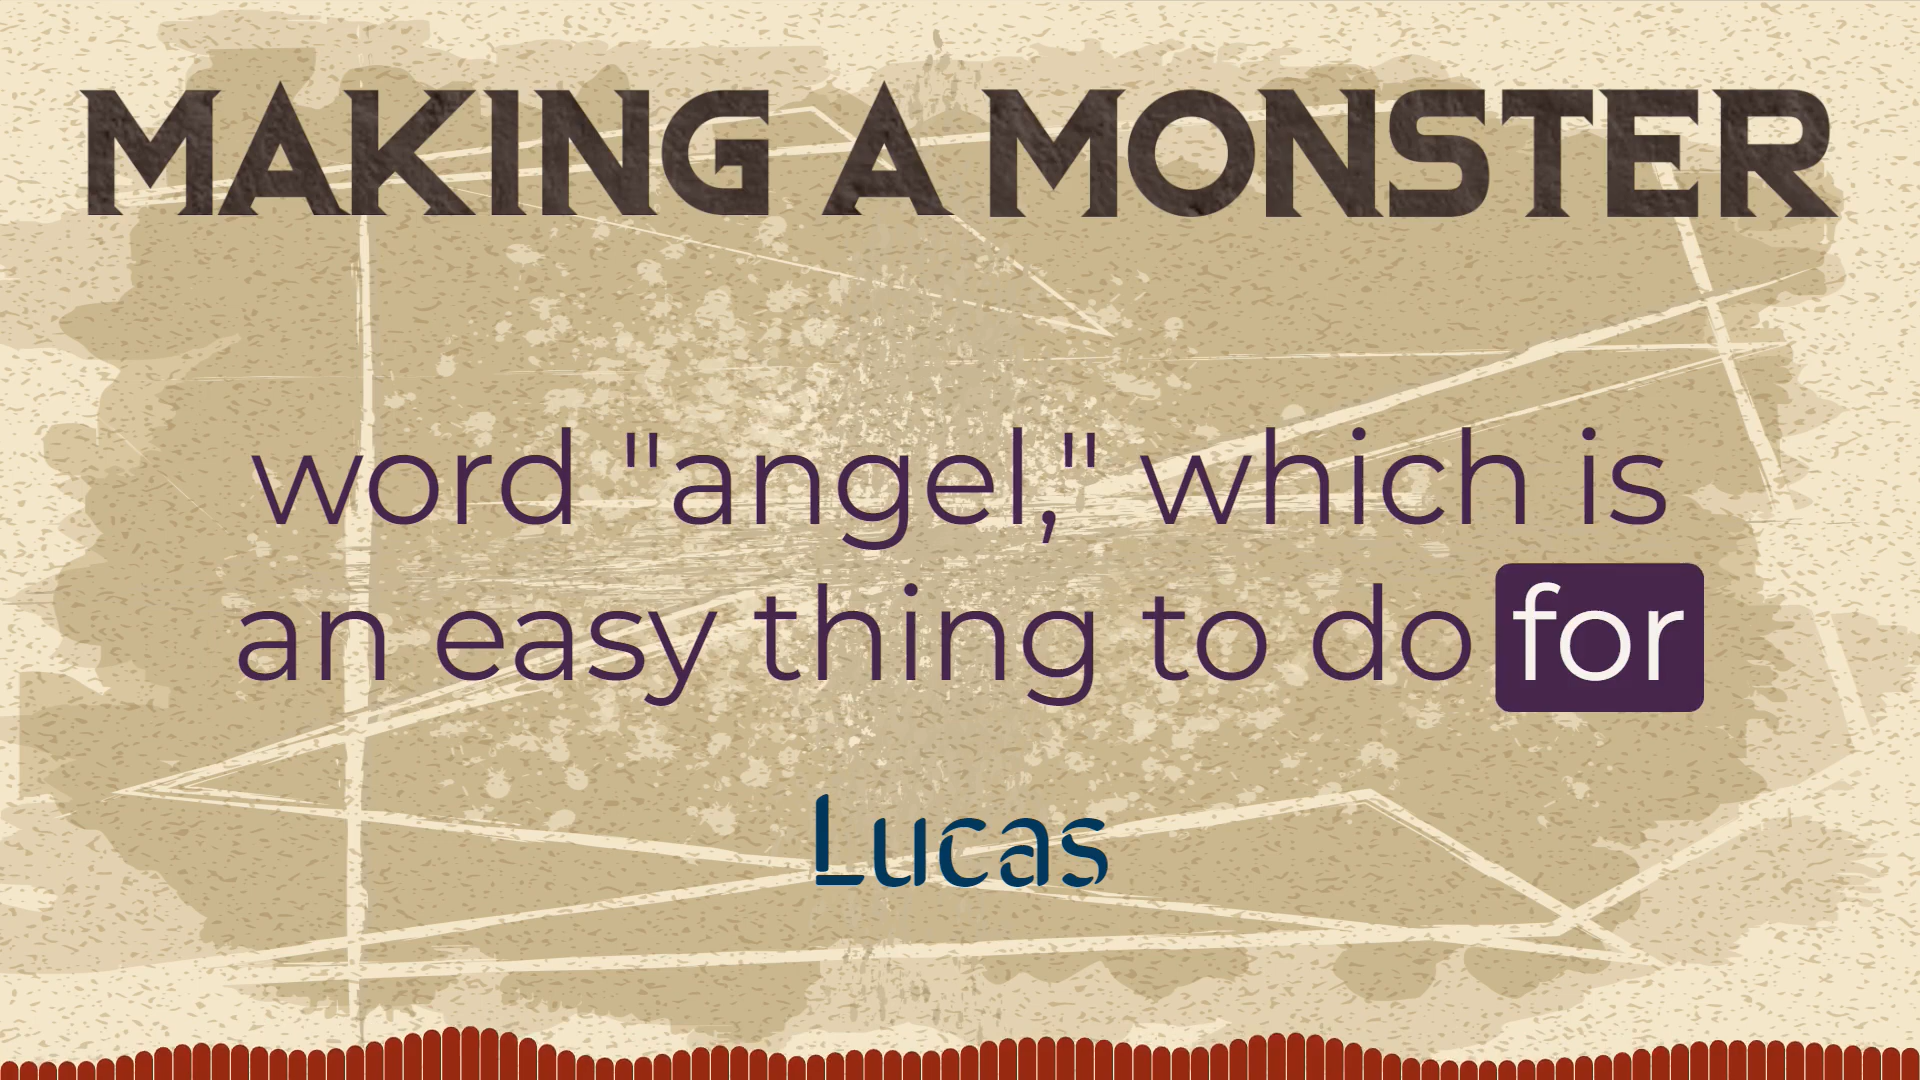 MAKING A MONSTER
word "angel," which is
an easy thing to do for
Lucas